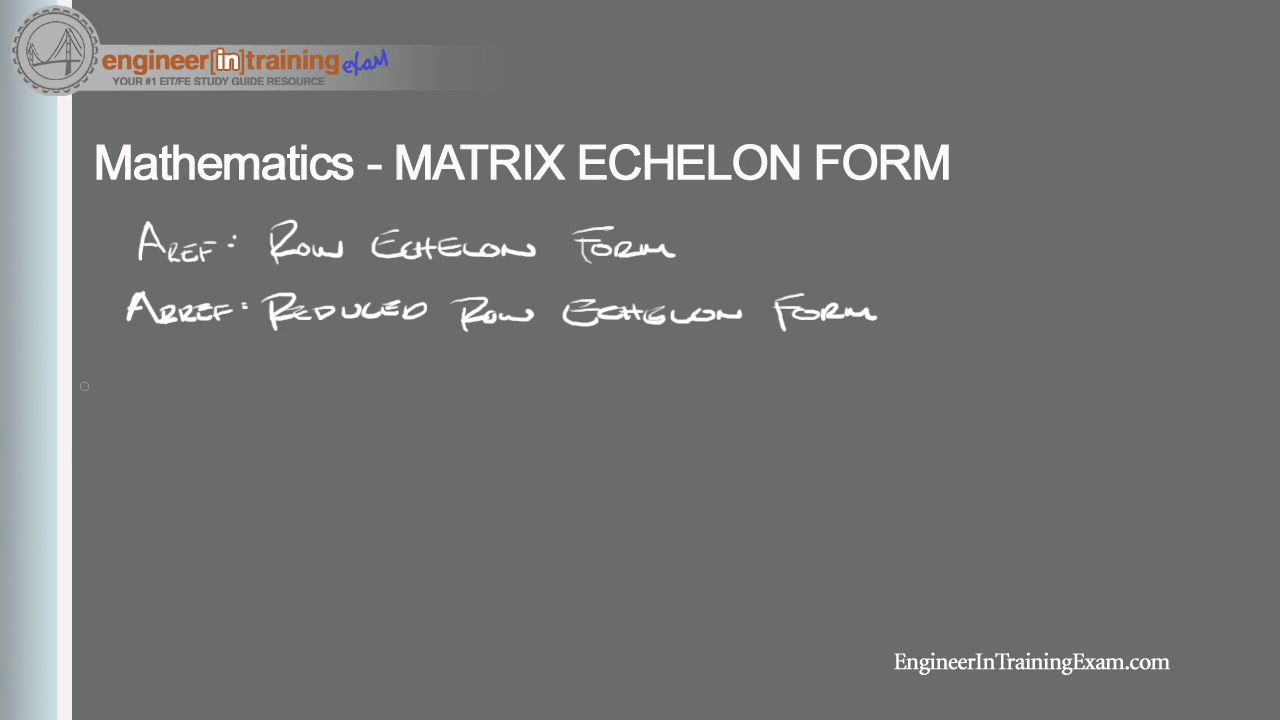 engineer[in]training exam
YOUR #1 EIT/FE STUDY GUIDE RESOURCE
Mathematics - MATRIX ECHELON FORM
AREF: ROW ECHELON FORM
ARREF: REDUCED ROW ECHELON FORM
EngineerInTrainingExam.com